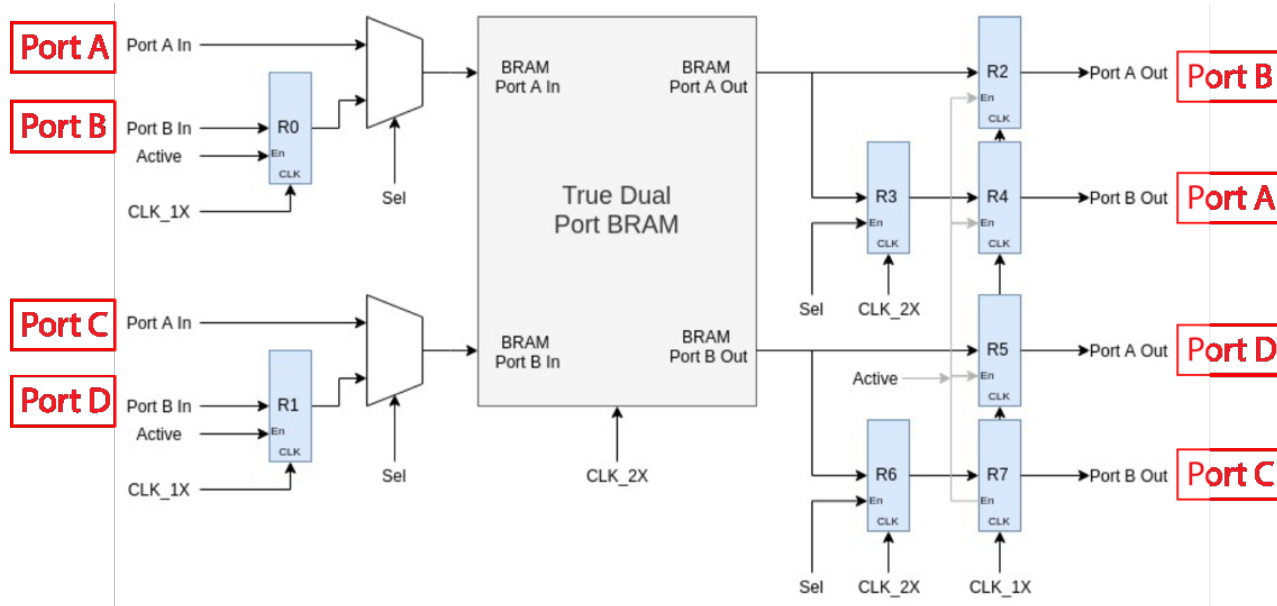 Port A
Port A In
Port B
Port B In
Active
CLK_1X
R0
En
CLK
Sel
BRAM
Port A In
BRAM
Port A Out
True Dual
Port BRAM
R2
En
CLK
Port A Out
Port B
R3
En
CLK
R4
En
CLK
Port B Out
Port A
Sel
CLK_2X
Port C
Port A In
Port D
Port B In
Active
CLK_1X
R1
En
CLK
Sel
BRAM
Port B In
BRAM
Port B Out
CLK_2X
R5
En
CLK
Port A Out
Port D
Active
R6
En
CLK
R7
En
CLK
Port B Out
Port C
Sel
CLK_2X
CLK_1X